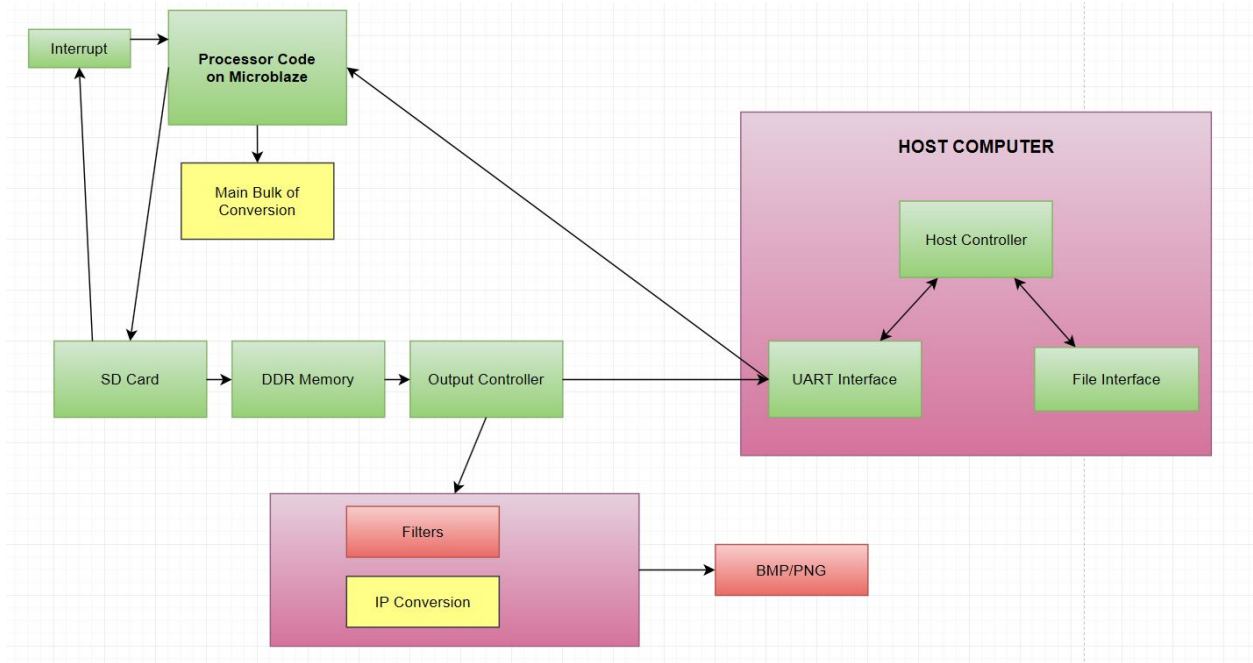 Interrupt
Processor Code
on Microblaze
Main Bulk of
Conversion
HOST COMPUTER
Host Controller
SD Card
DDR Memory
Output Controller
UART Interface
File Interface
Filters
IP Conversion
BMP/PNG